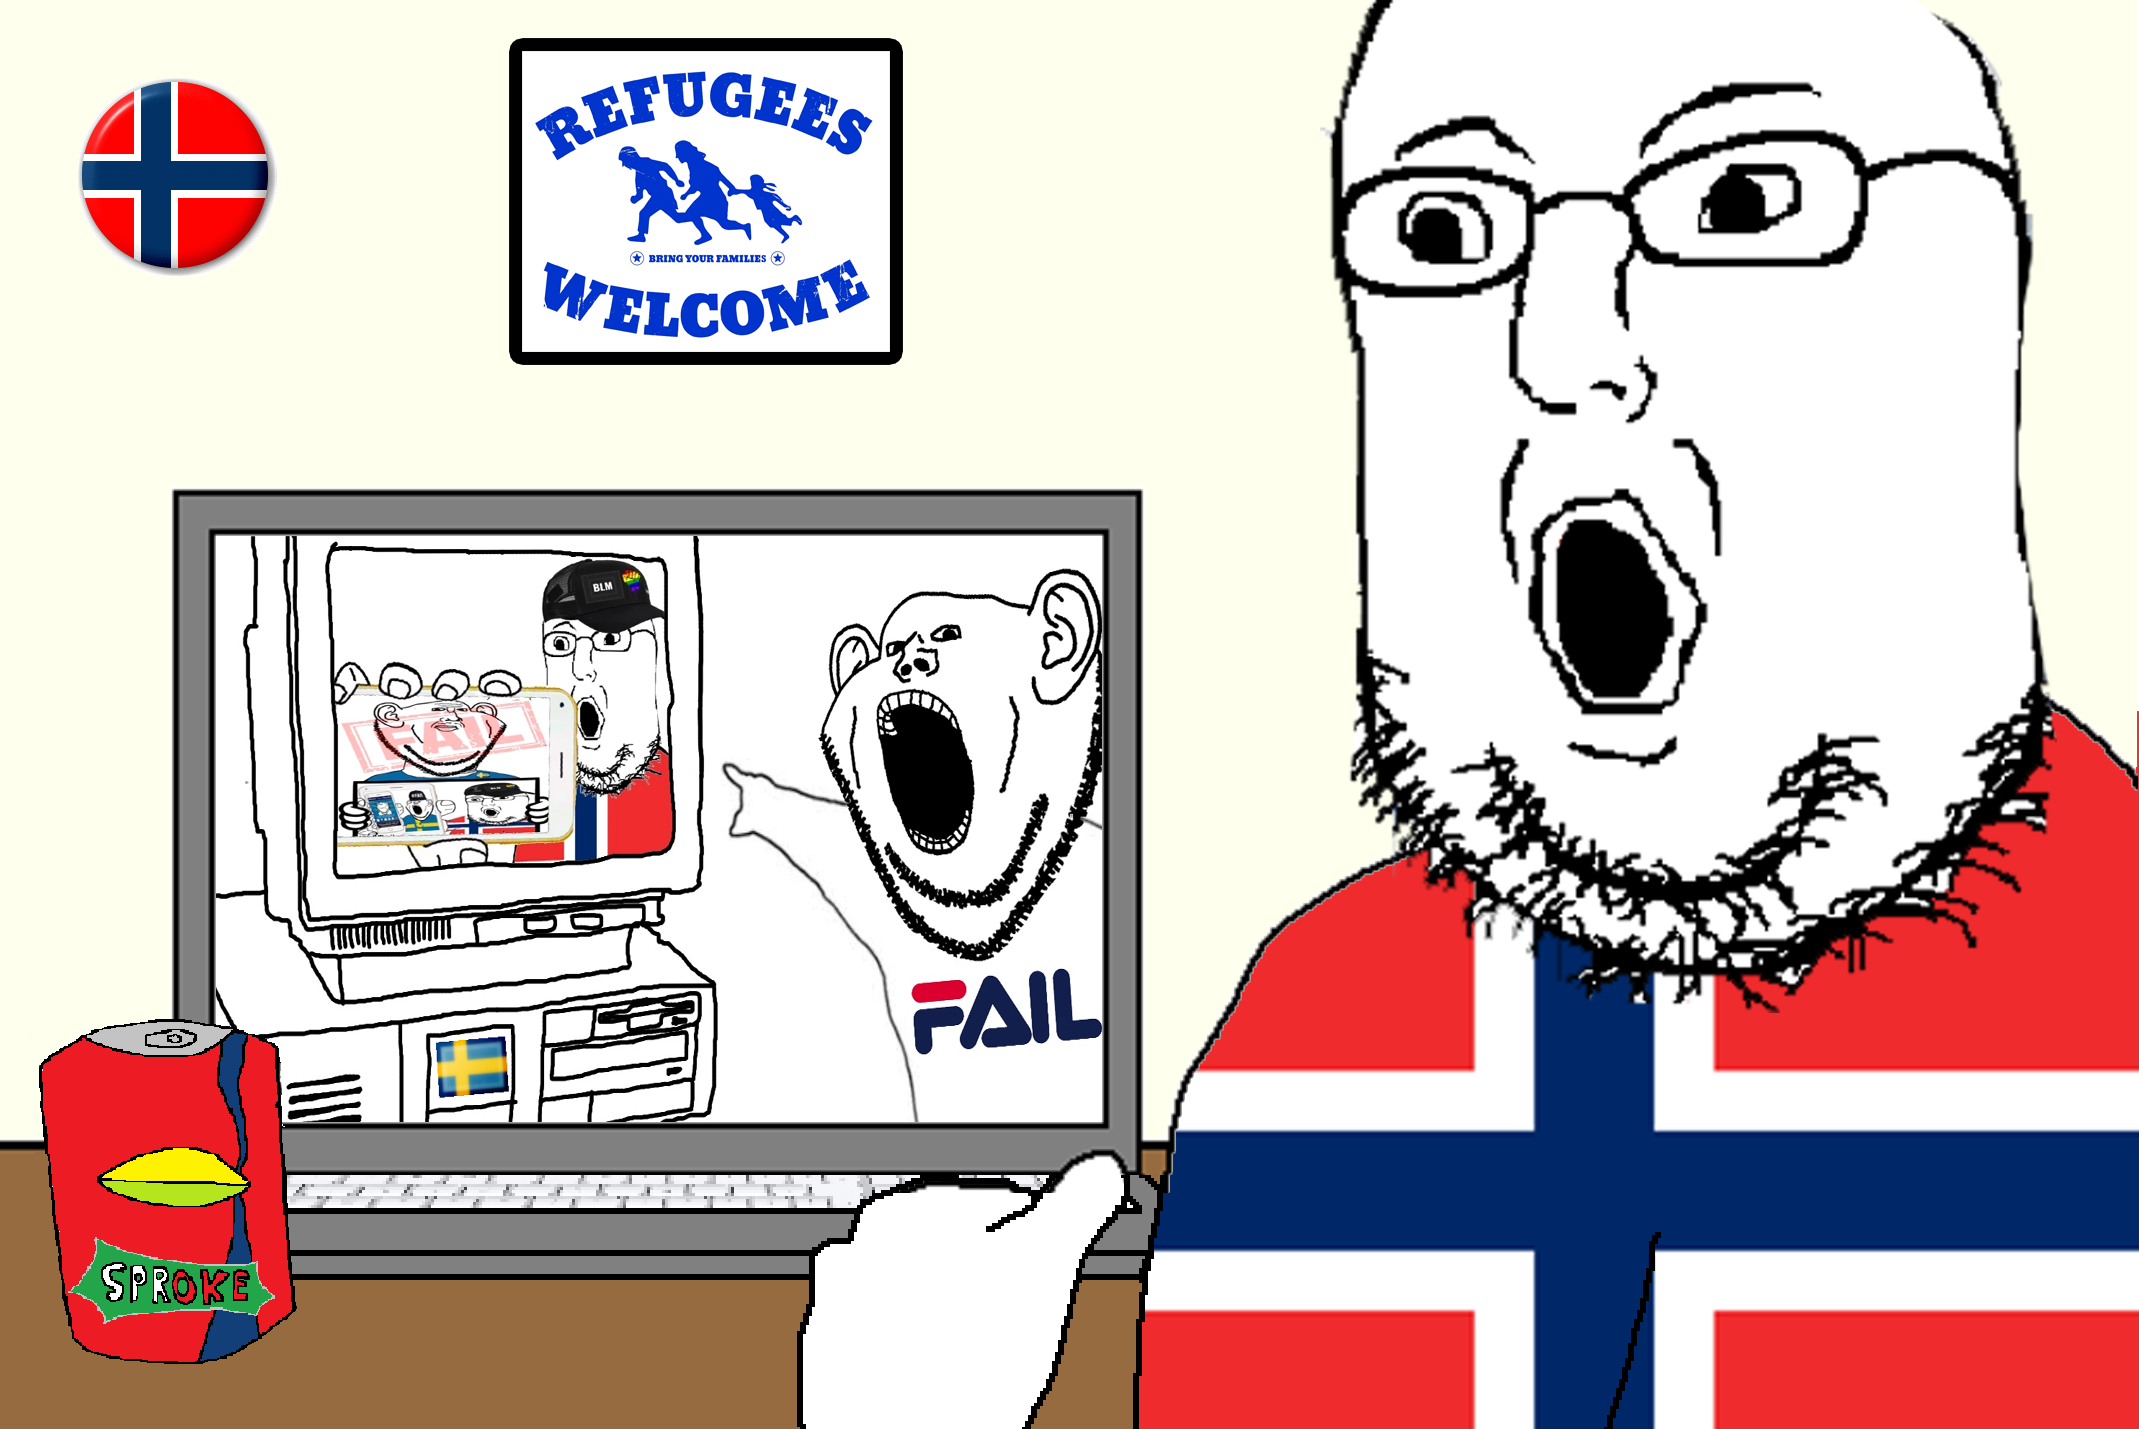 REFUGEES
BRING YOUR FAMILIES
WELCOME
BLM
FAIL
FAIL
SPROKE